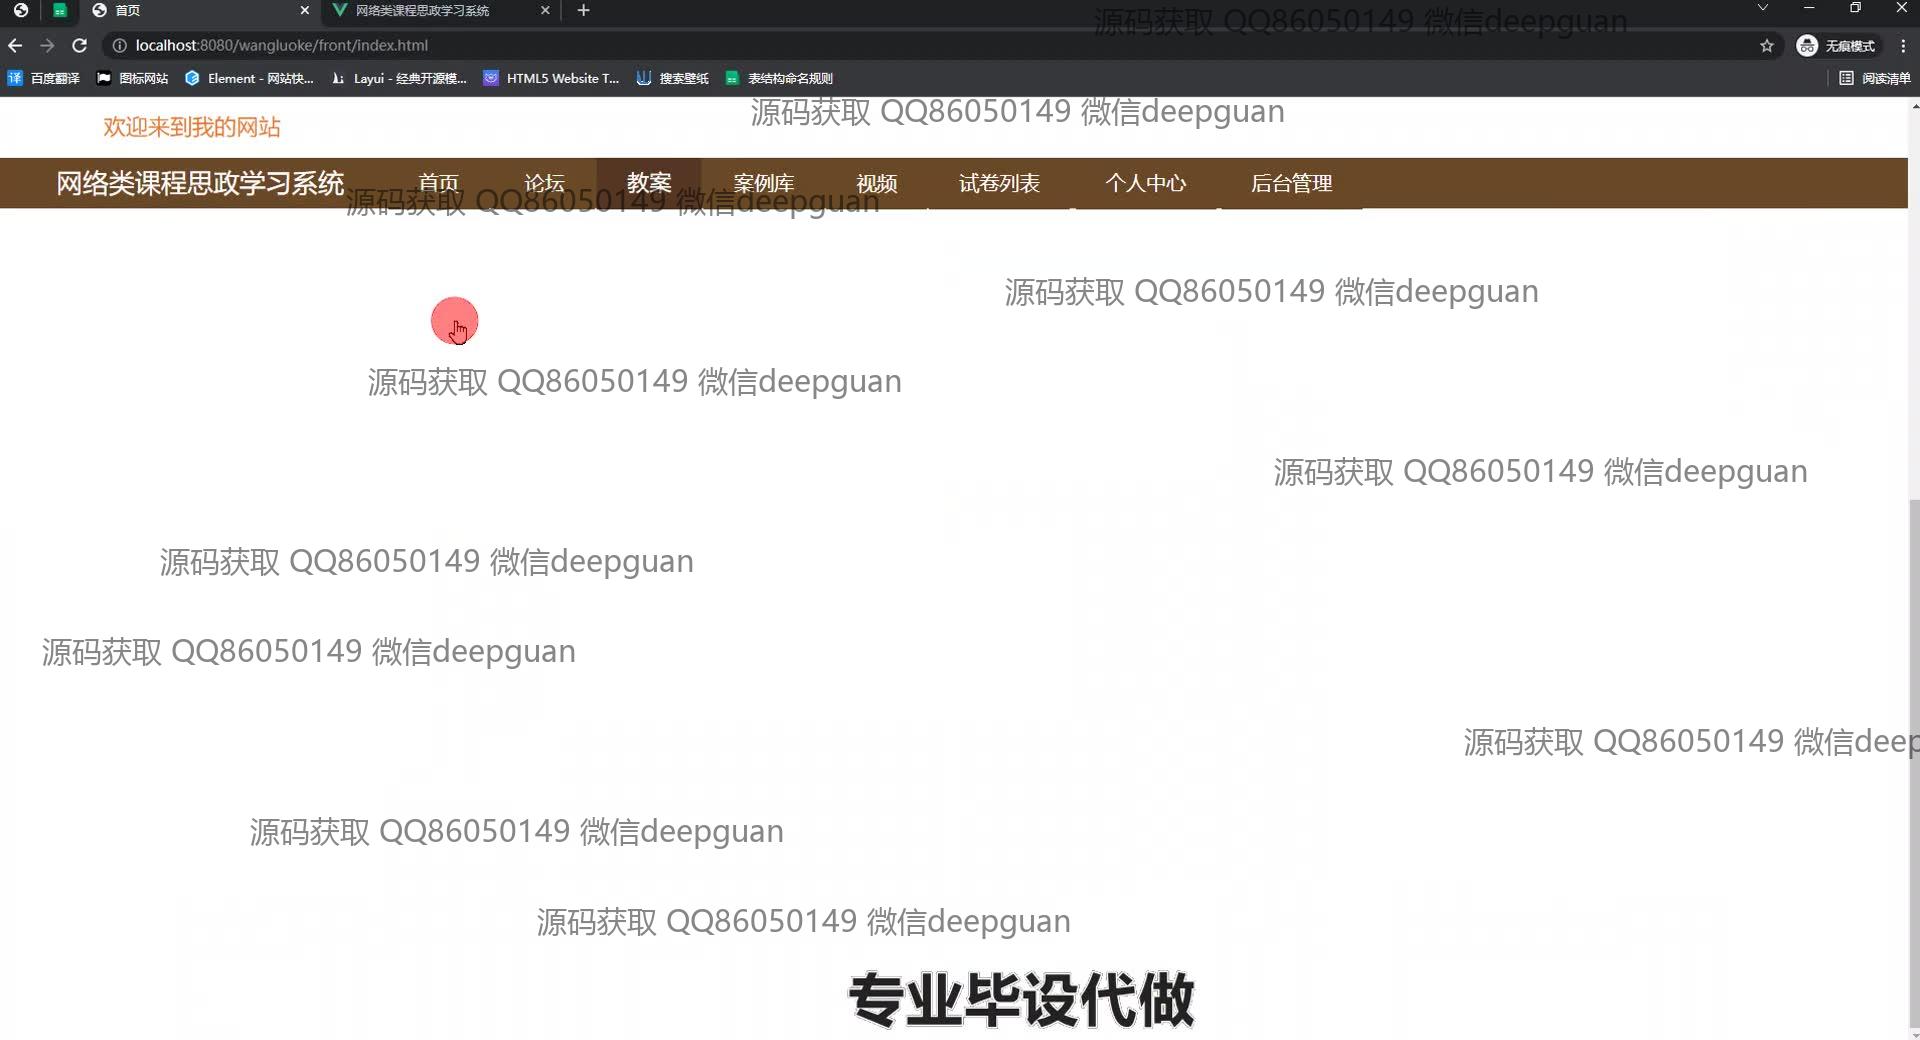 首页
网络类课程思政学习系统
源码获取 QQ86050149 微信deepguan
localhost:8080/wangluoke/front/index.html
无痕模式
百度翻译
图标网站
Element - 网站快...
Layui - 经典开源模...
HTML5 Website T...
搜索壁纸
表结构命名规则
阅读清单
源码获取 QQ86050149 微信deepguan
欢迎来到我的网站
网络类课程思政学习系统
首页
论坛
教案
案例库
视频
试卷列表
个人中心
后台管理
源码获取 QQ86050149 微信deepguan
源码获取 QQ86050149 微信deepguan
源码获取 QQ86050149 微信deepguan
源码获取 QQ86050149 微信deepguan
源码获取 QQ86050149 微信deepguan
源码获取 QQ86050149 微信deepguan
源码获取 QQ86050149 微信deep
源码获取 QQ86050149 微信deepguan
源码获取 QQ86050149 微信deepguan
专业毕设代做